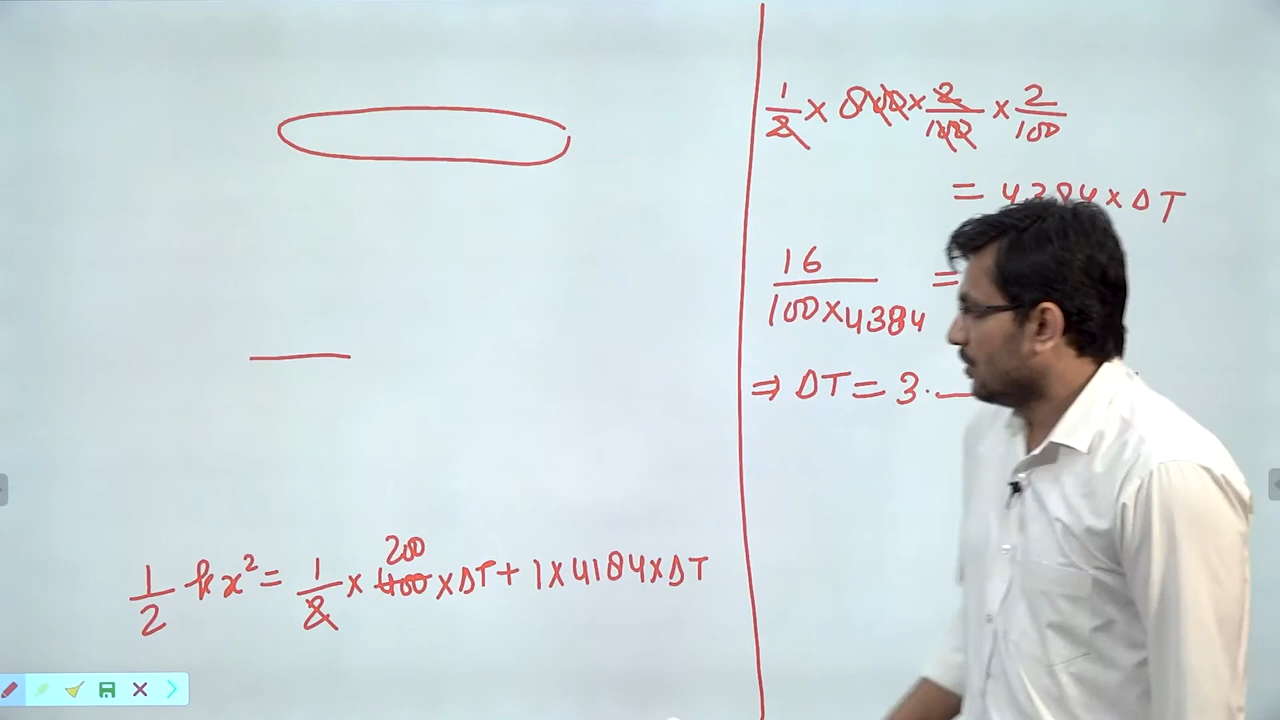 1/2 kx² = 1/2 × 400 200 × ΔT + 1 × 4184 × ΔT
1/2 × 800 × 2/100 × 2/100
= 4384 × ΔT
16/100×4384 =
⇒ ΔT = 3.